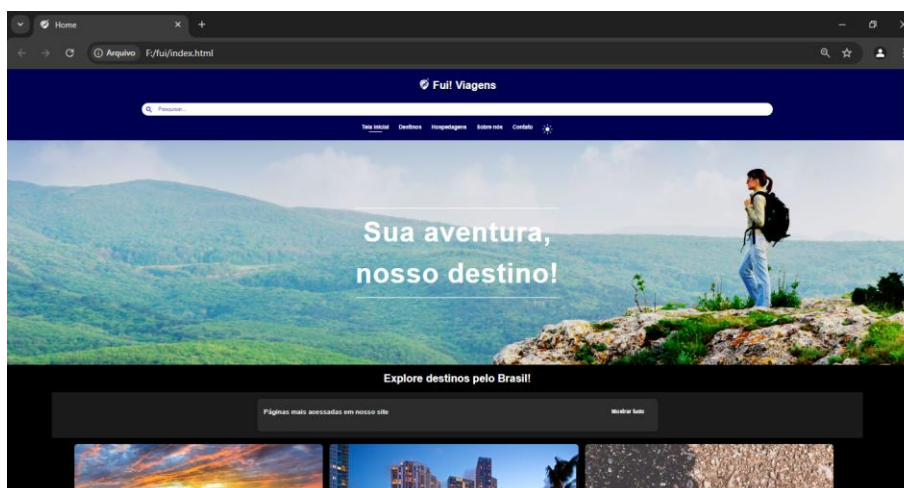 Home
Arquivo F:/fui/index.html
Fui! Viagens
Pesquisar...
Tela inicial Destinos Hospedagens Sobre nós Contato
Sua aventura,
nosso destino!
Explore destinos pelo Brasil!
Páginas mais acessadas em nosso site Mostrar tudo